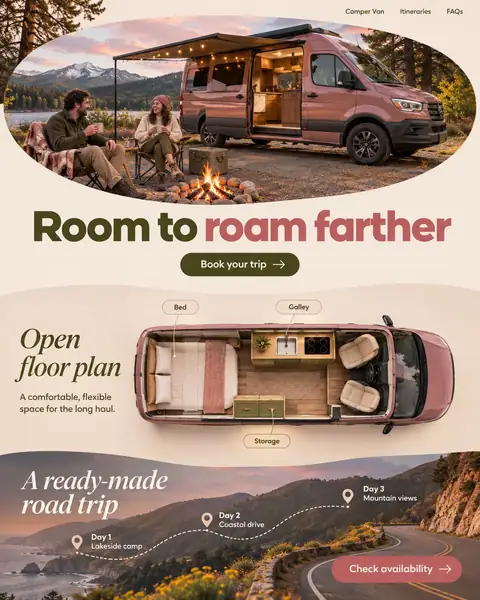 Camper Van Itineraries FAQs
Room to roam farther
Book your trip
Bed
Galley
Open
floor plan
A comfortable, flexible
space for the long haul.
Storage
A ready-made
road trip
Day 1
Lakeside camp
Day 2
Coastal drive
Day 3
Mountain views
Check availability